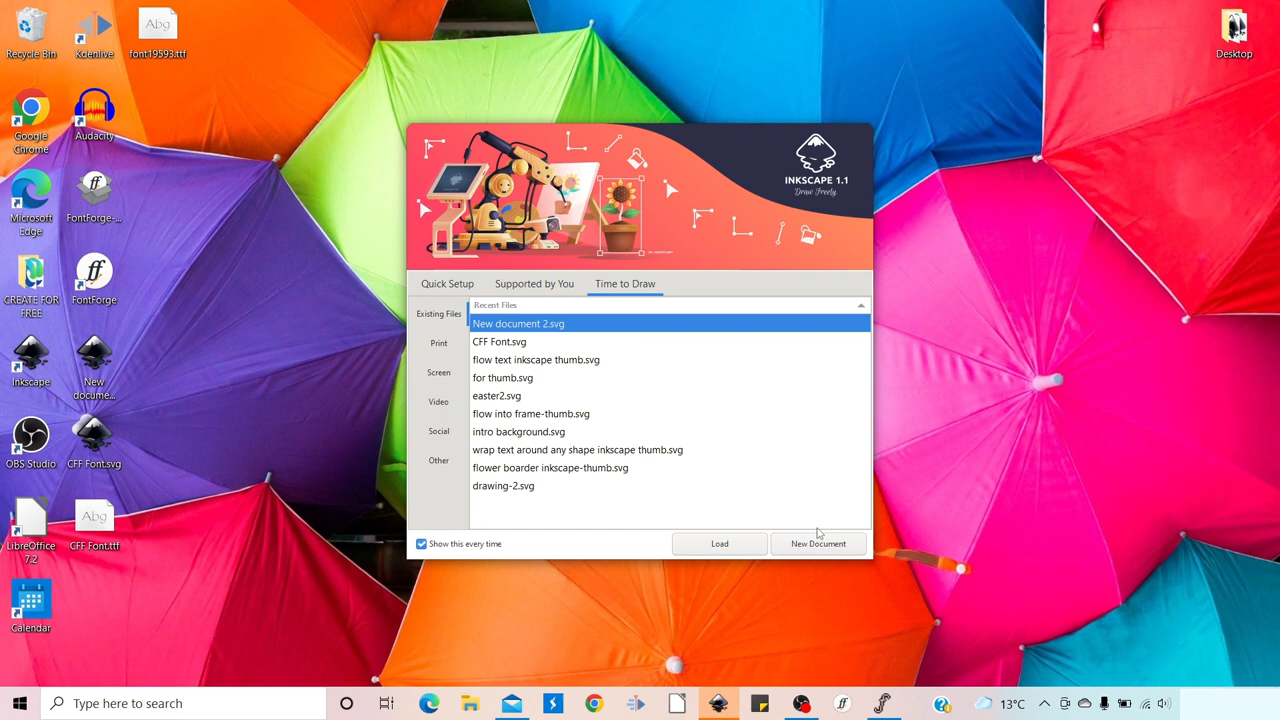 Recycle Bin
Kdenlive
Abg
font19593.ttf
Desktop
Google
Chrome
Audacity
Microsoft
Edge
ff
FontForge-...
CREATE FOR
FREE
ff
FontForge
Inkscape
New
docume...
OBS Studio
CFF Font.svg
LibreOffice
7.2
Abg
CFF Font.ttf
Calendar
INKSCAPE 1.1
Draw Freely.
Quick Setup
Supported by You
Time to Draw
Existing Files
Print
Screen
Video
Social
Other
Recent Files
New document 2.svg
CFF Font.svg
flow text inkscape thumb.svg
for thumb.svg
easter2.svg
flow into frame-thumb.svg
intro background.svg
wrap text around any shape inkscape thumb.svg
flower boarder inkscape-thumb.svg
drawing-2.svg
Show this every time
Load
New Document
Type here to search
ff
13°C